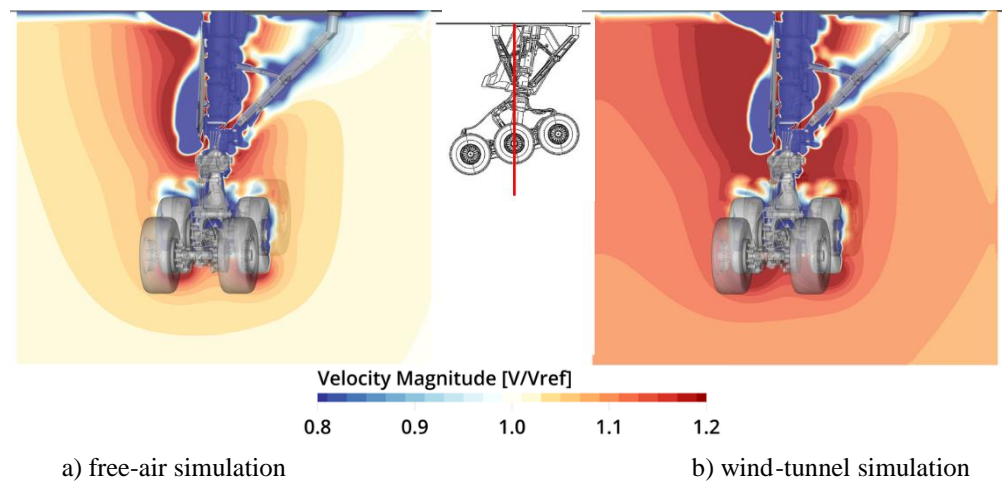 Velocity Magnitude [V/Vref]
0.8 0.9 1.0 1.1 1.2
a) free-air simulation b) wind-tunnel simulation